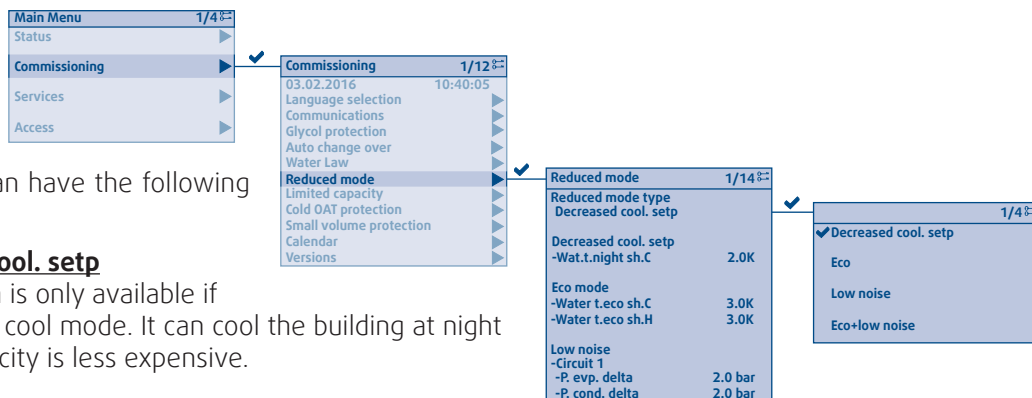 Main Menu 1/4
Status
Commissioning
Services
Access
Commissioning 1/12
03.02.2016 10:40:05
Language selection
Communications
Glycol protection
Auto change over
Water Law
Reduced mode
Limited capacity
Cold OAT protection
Small volume protection
Calendar
Versions
Reduced mode 1/14
Reduced mode type
Decreased cool. setp
Decreased cool. setp
-Wat.t.night sh.C 2.0K
Eco mode
-Water t.eco sh.C 3.0K
-Water t.eco sh.H 3.0K
Low noise
-Circuit 1
-P. evp. delta 2.0 bar
-P. cond. delta 2.0 bar
1/4
Decreased cool. setp
Eco
Low noise
Eco+low noise
have the following
cool. setp
is only available if
cool mode. It can cool the building at night
is less expensive.